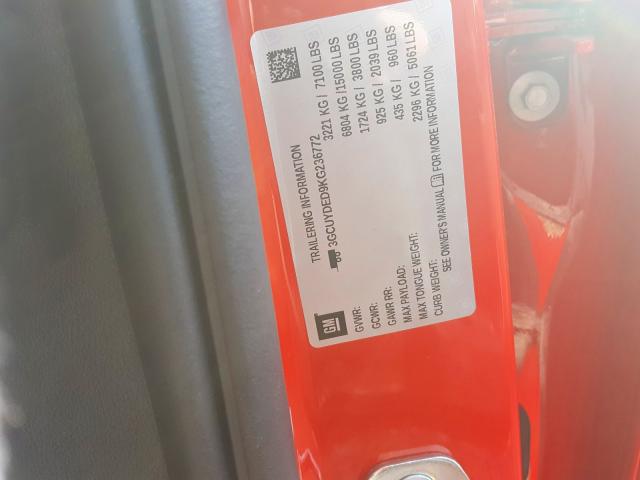 TRAILERING INFORMATION
3GCUYDED9KG236772
GM
GVWR: 3221 KG / 7100 LBS
GCWR: 6804 KG / 15000 LBS
GAWR RR: 1724 KG / 3800 LBS
MAX PAYLOAD: 925 KG / 2039 LBS
MAX TONGUE WEIGHT: 435 KG / 960 LBS
CURB WEIGHT: 2296 KG / 5061 LBS
SEE OWNER'S MANUAL FOR MORE INFORMATION